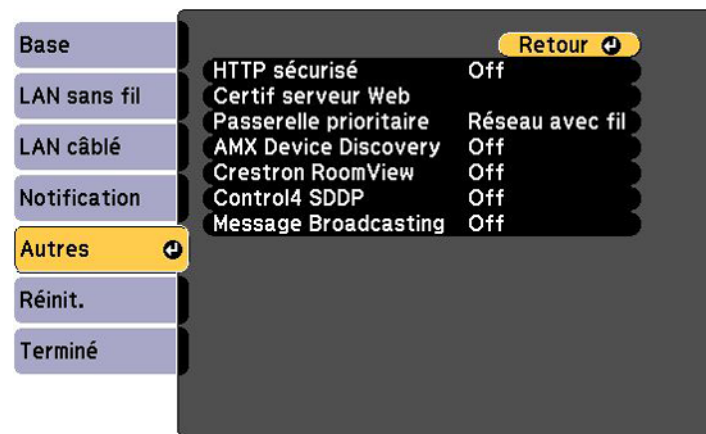 Base
LAN sans fil
LAN câblé
Notification
Autres
Réinit.
Terminé
Retour
HTTP sécurisé Off
Certif serveur Web
Passerelle prioritaire Réseau avec fil
AMX Device Discovery Off
Crestron RoomView Off
Control4 SDDP Off
Message Broadcasting Off